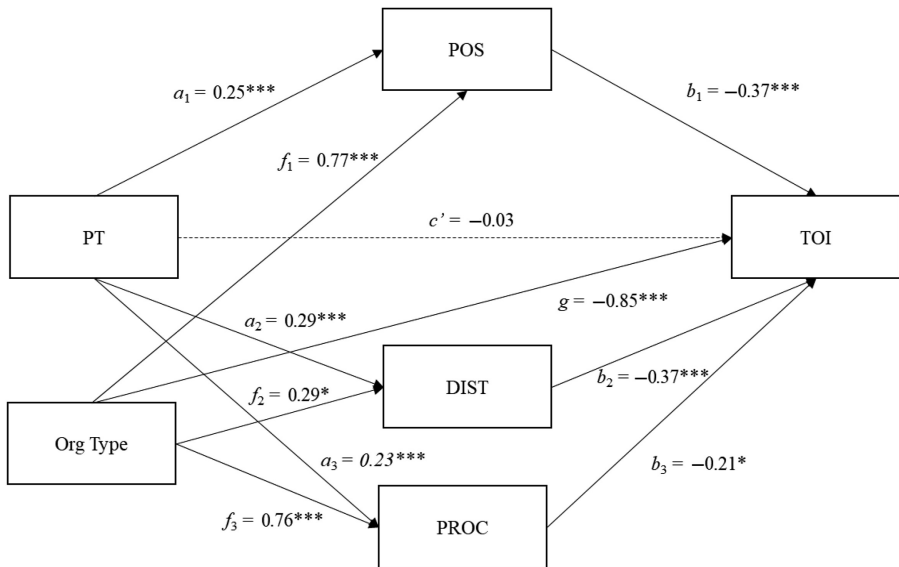 POS
a₁ = 0.25***
b₁ = −0.37***
f₁ = 0.77***
PT
c’ = −0.03
TOI
g = −0.85***
a₂ = 0.29***
f₂ = 0.29*
DIST
b₂ = −0.37***
Org Type
a₃ = 0.23***
b₃ = −0.21*
f₃ = 0.76***
PROC